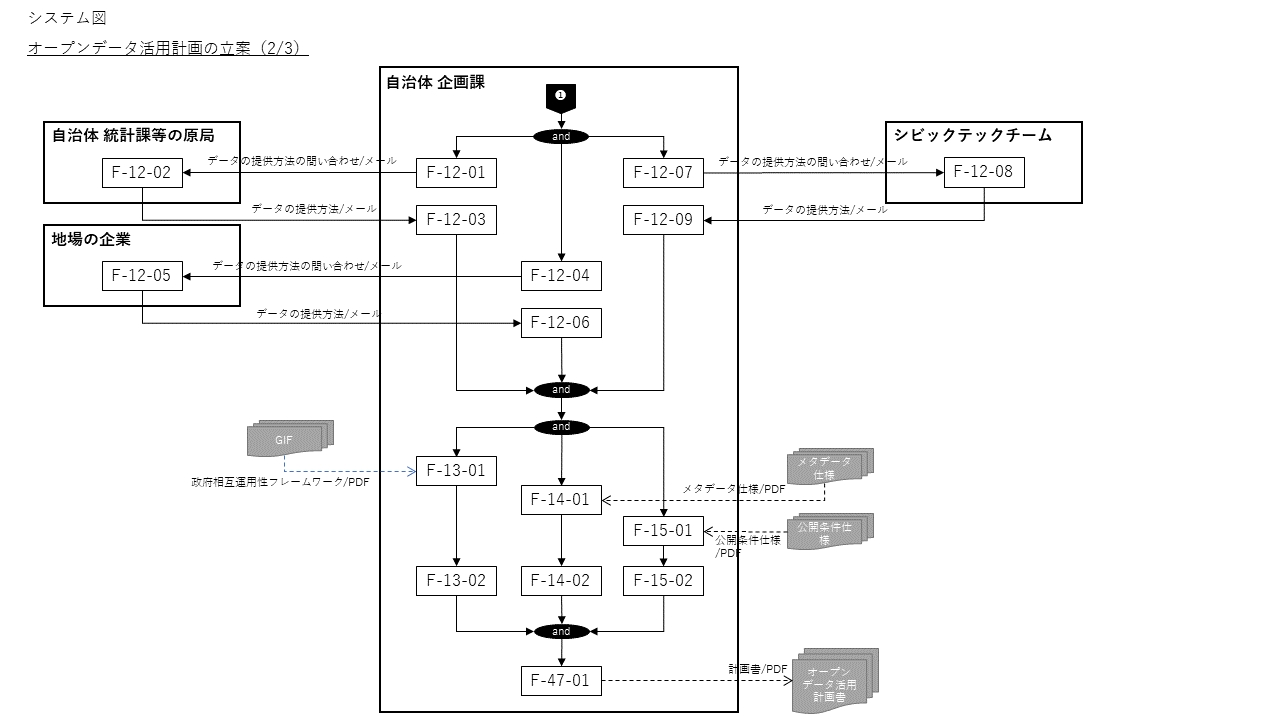 システム図
オープンデータ活用計画の立案（2/3）
自治体 企画課
❶
and
自治体 統計課等の原局
F-12-02
データの提供方法の問い合わせ/メール
F-12-01
F-12-07
データの提供方法の問い合わせ/メール
シビックテックチーム
F-12-08
データの提供方法/メール
F-12-03
F-12-09
データの提供方法/メール
地場の企業
F-12-05
データの提供方法の問い合わせ/メール
F-12-04
データの提供方法/メール
F-12-06
and
and
GIF
政府相互運用性フレームワーク/PDF
F-13-01
メタデータ
仕様
メタデータ仕様/PDF
F-14-01
F-15-01
公開条件仕
様
公開条件仕様
/PDF
F-13-02
F-14-02
F-15-02
and
F-47-01
計画書/PDF
オープン
データ活用
計画書